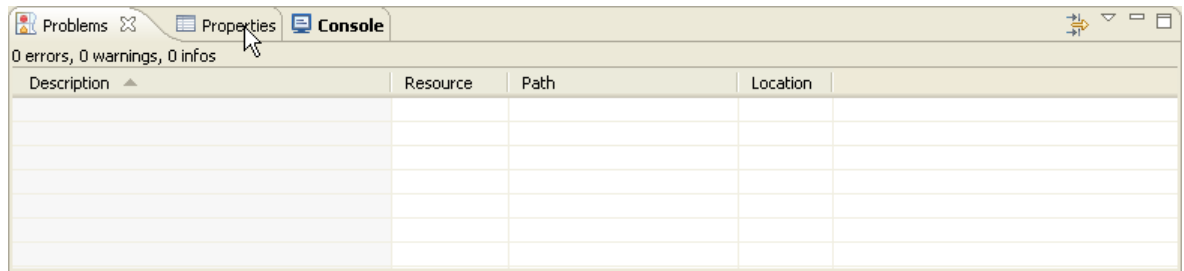 Problems Properties Console
0 errors, 0 warnings, 0 infos
Description Resource Path Location